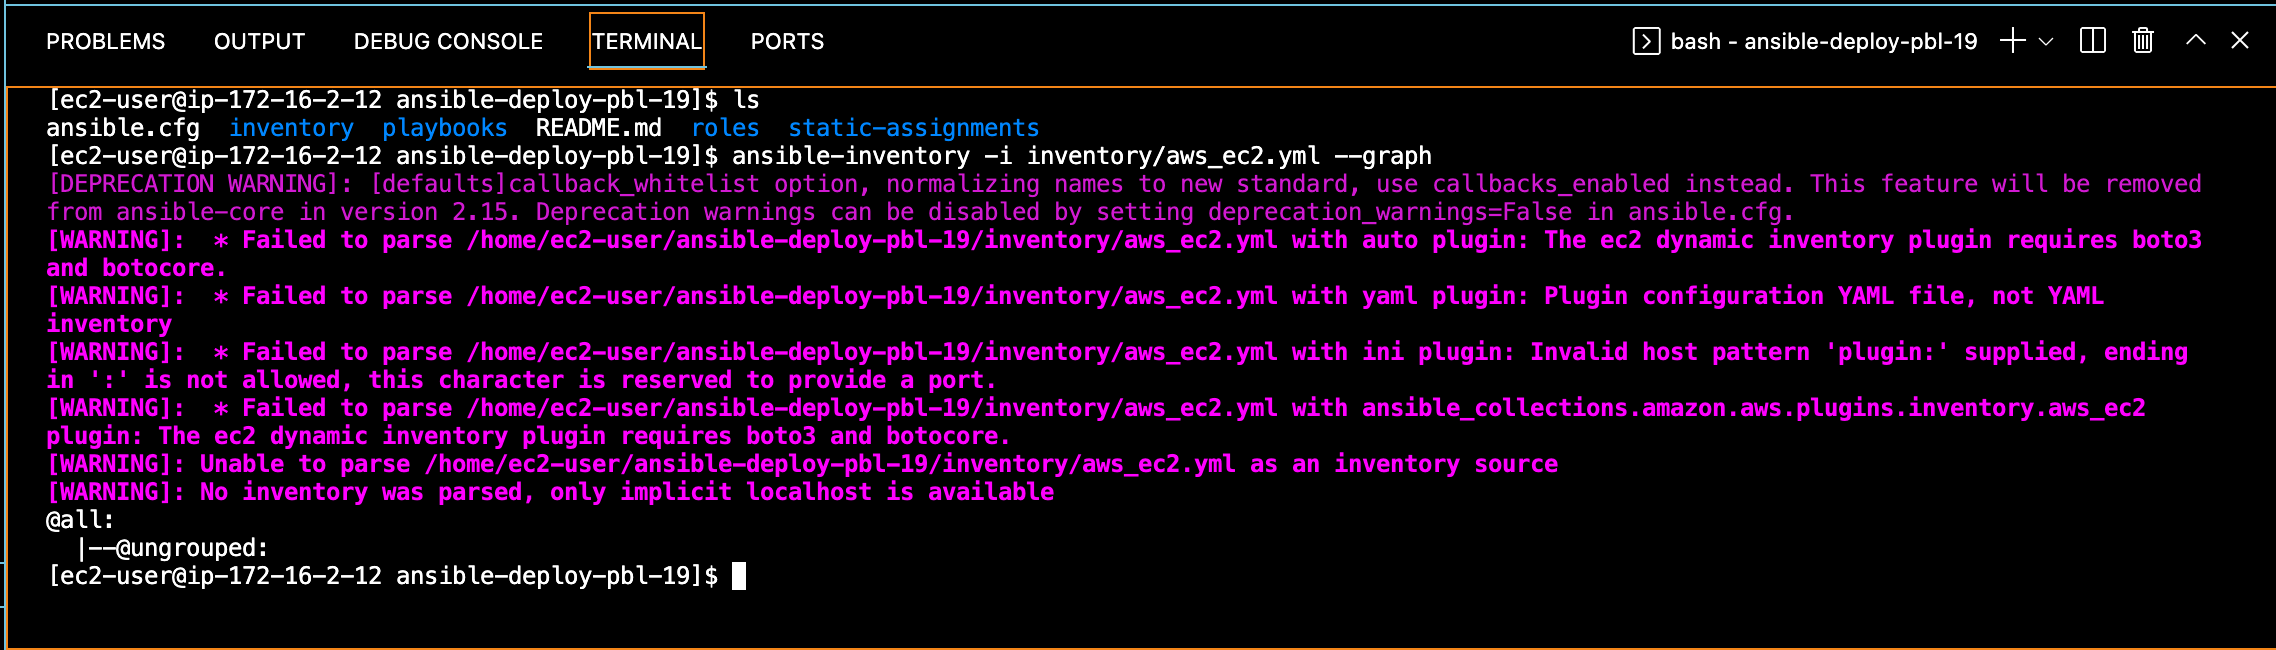 PROBLEMS OUTPUT DEBUG CONSOLE TERMINAL PORTS bash - ansible-deploy-pbl-19
[ec2-user@ip-172-16-2-12 ansible-deploy-pbl-19]$ ls
ansible.cfg inventory playbooks README.md roles static-assignments
[ec2-user@ip-172-16-2-12 ansible-deploy-pbl-19]$ ansible-inventory -i inventory/aws_ec2.yml --graph
[DEPRECATION WARNING]: [defaults]callback_whitelist option, normalizing names to new standard, use callbacks_enabled instead. This feature will be removed
from ansible-core in version 2.15. Deprecation warnings can be disabled by setting deprecation_warnings=False in ansible.cfg.
[WARNING]:  * Failed to parse /home/ec2-user/ansible-deploy-pbl-19/inventory/aws_ec2.yml with auto plugin: The ec2 dynamic inventory plugin requires boto3
and botocore.
[WARNING]:  * Failed to parse /home/ec2-user/ansible-deploy-pbl-19/inventory/aws_ec2.yml with yaml plugin: Plugin configuration YAML file, not YAML
inventory
[WARNING]:  * Failed to parse /home/ec2-user/ansible-deploy-pbl-19/inventory/aws_ec2.yml with ini plugin: Invalid host pattern 'plugin:' supplied, ending
in ':' is not allowed, this character is reserved to provide a port.
[WARNING]:  * Failed to parse /home/ec2-user/ansible-deploy-pbl-19/inventory/aws_ec2.yml with ansible_collections.amazon.aws.plugins.inventory.aws_ec2
plugin: The ec2 dynamic inventory plugin requires boto3 and botocore.
[WARNING]: Unable to parse /home/ec2-user/ansible-deploy-pbl-19/inventory/aws_ec2.yml as an inventory source
[WARNING]: No inventory was parsed, only implicit localhost is available
@all:
  |--@ungrouped:
[ec2-user@ip-172-16-2-12 ansible-deploy-pbl-19]$